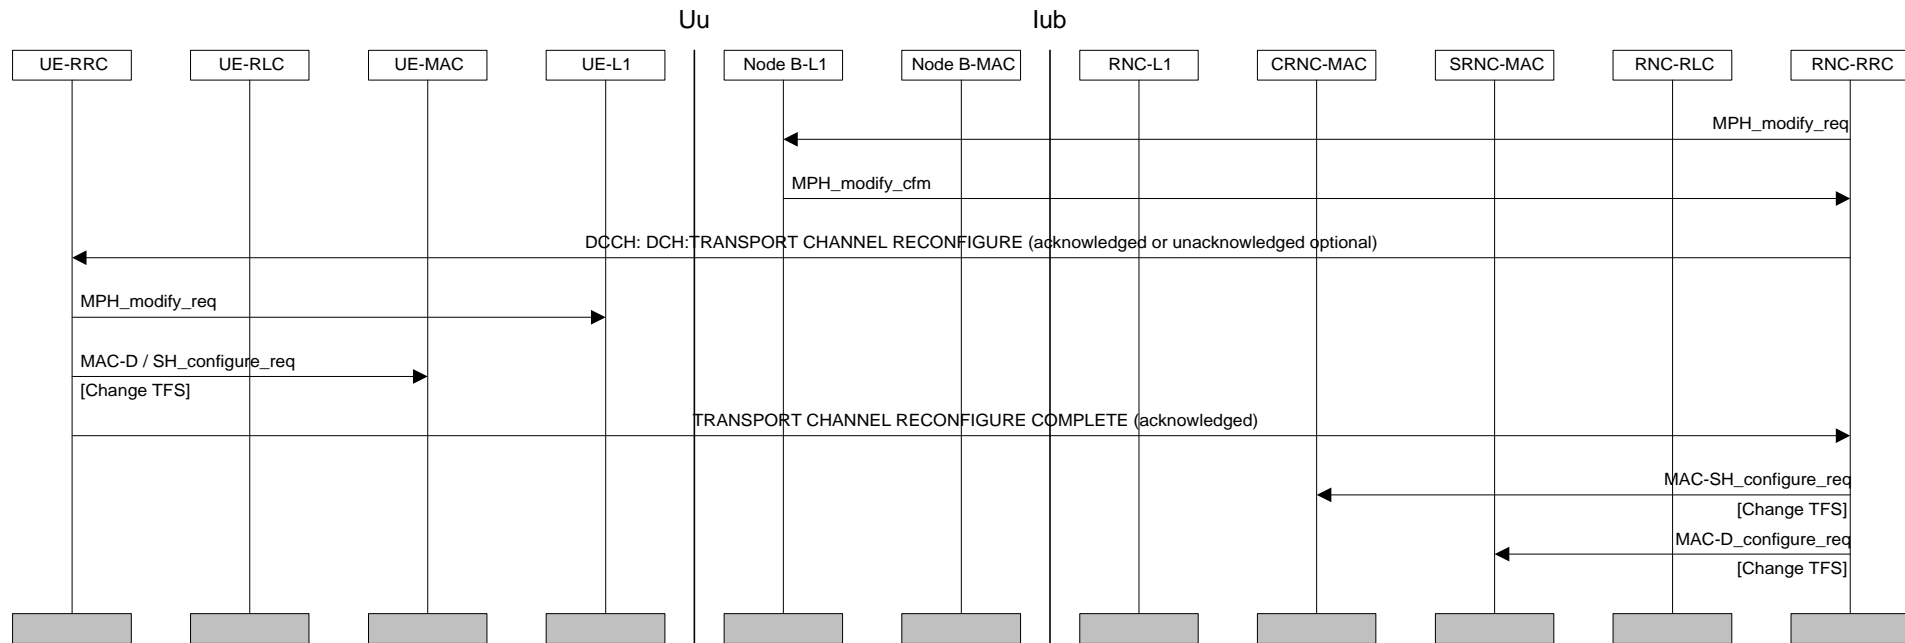 Uu
Iub
UE-RRC
UE-RLC
UE-MAC
UE-L1
Node B-L1
Node B-MAC
RNC-L1
CRNC-MAC
SRNC-MAC
RNC-RLC
RNC-RRC
MPH_modify_req
MPH_modify_cfm
DCCH: DCH:TRANSPORT CHANNEL RECONFIGURE (acknowledged or unacknowledged optional)
MPH_modify_req
MAC-D / SH_configure_req
[Change TFS]
TRANSPORT CHANNEL RECONFIGURE COMPLETE (acknowledged)
MAC-SH_configure_req
[Change TFS]
MAC-D_configure_req
[Change TFS]